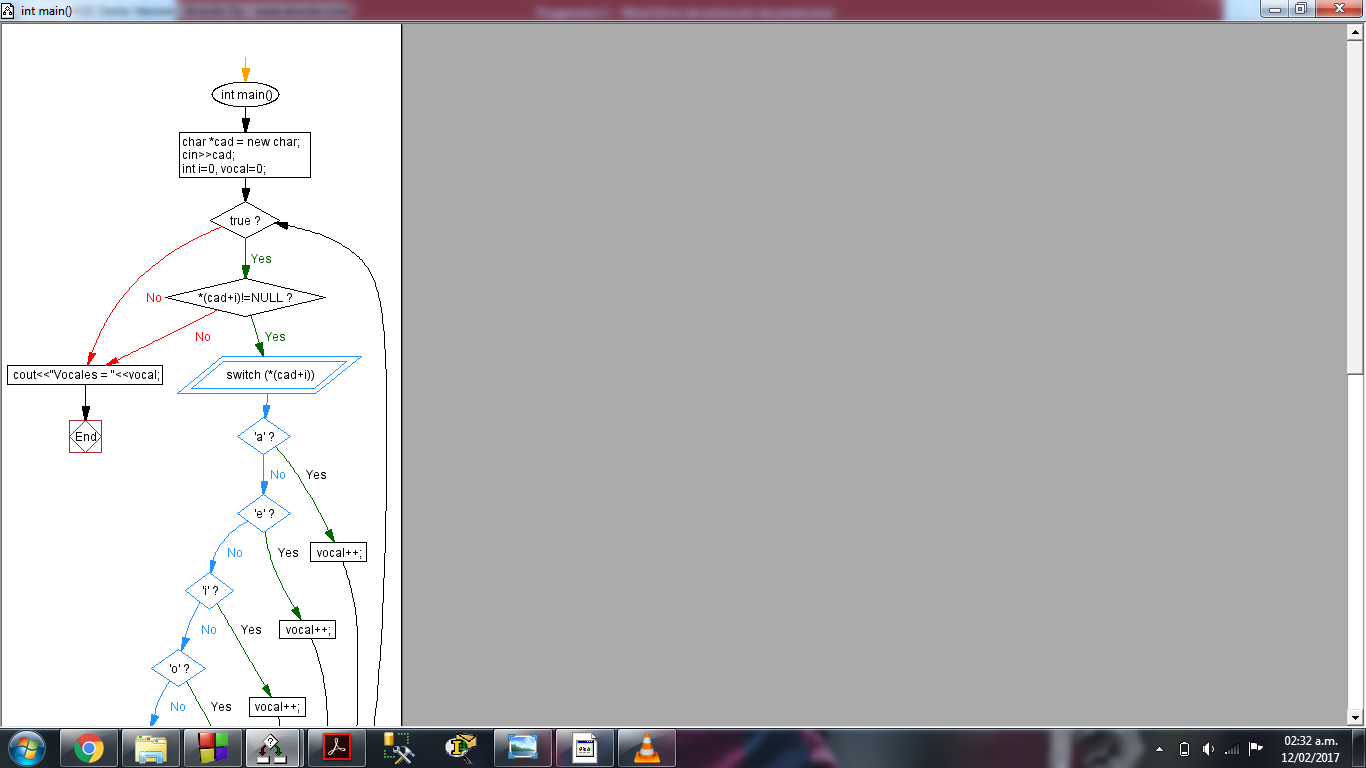 int main()
int main()
char *cad = new char;
cin>>cad;
int i=0, vocal=0;
true ?
Yes
No
*(cad+i)!=NULL ?
No
Yes
cout<<"Vocales = "<<vocal;
switch (*(cad+i))
End
'a' ?
No
Yes
'e' ?
No
Yes
vocal++;
'i' ?
No
Yes
vocal++;
'o' ?
No
Yes
vocal++;
02:32 a.m.
12/02/2017